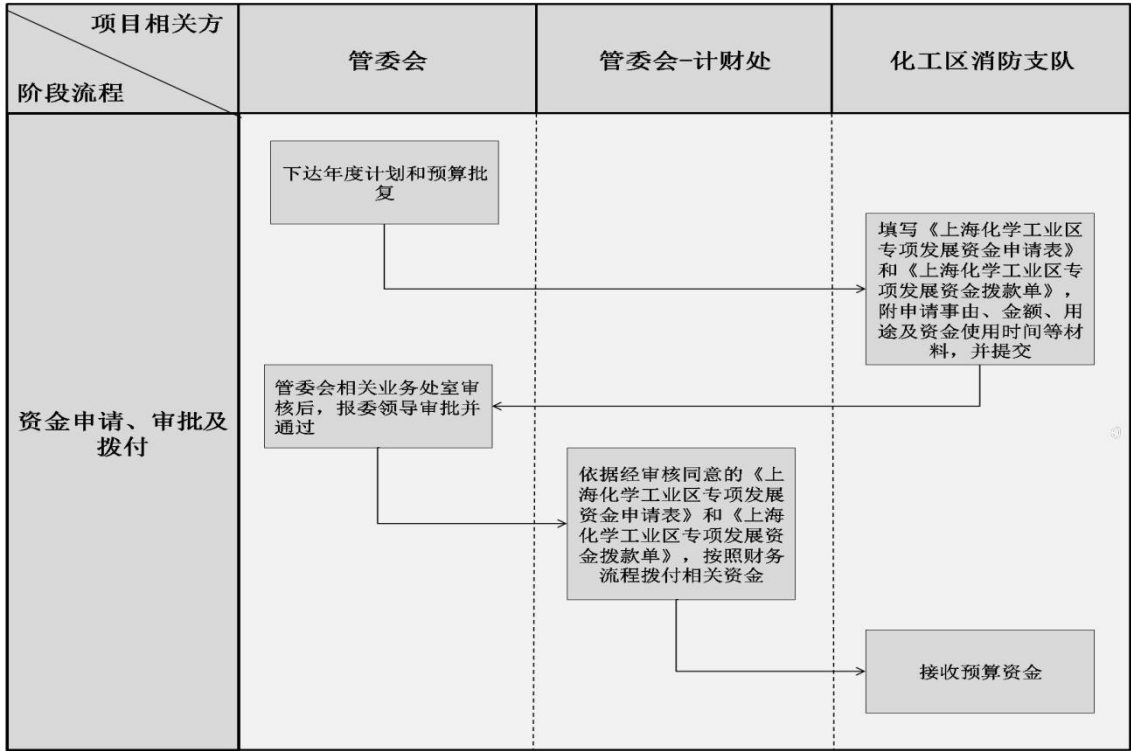 项目相关方
阶段流程
管委会
管委会-计财处
化工区消防支队
资金申请、审批及
拨付
下达年度计划和预算批
复
填写《上海化学工业区
专项发展资金申请表》
和《上海化学工业区专
项发展资金拨款单》，
附申请事由、金额、用
途及资金使用时间等材
料，并提交
管委会相关业务处室审
核后，报委领导审批并
通过
依据经审核同意的《上
海化学工业区专项发展
资金申请表》和《上海
化学工业区专项发展资
金拨款单》，按照财务
流程拨付相关资金
接收预算资金